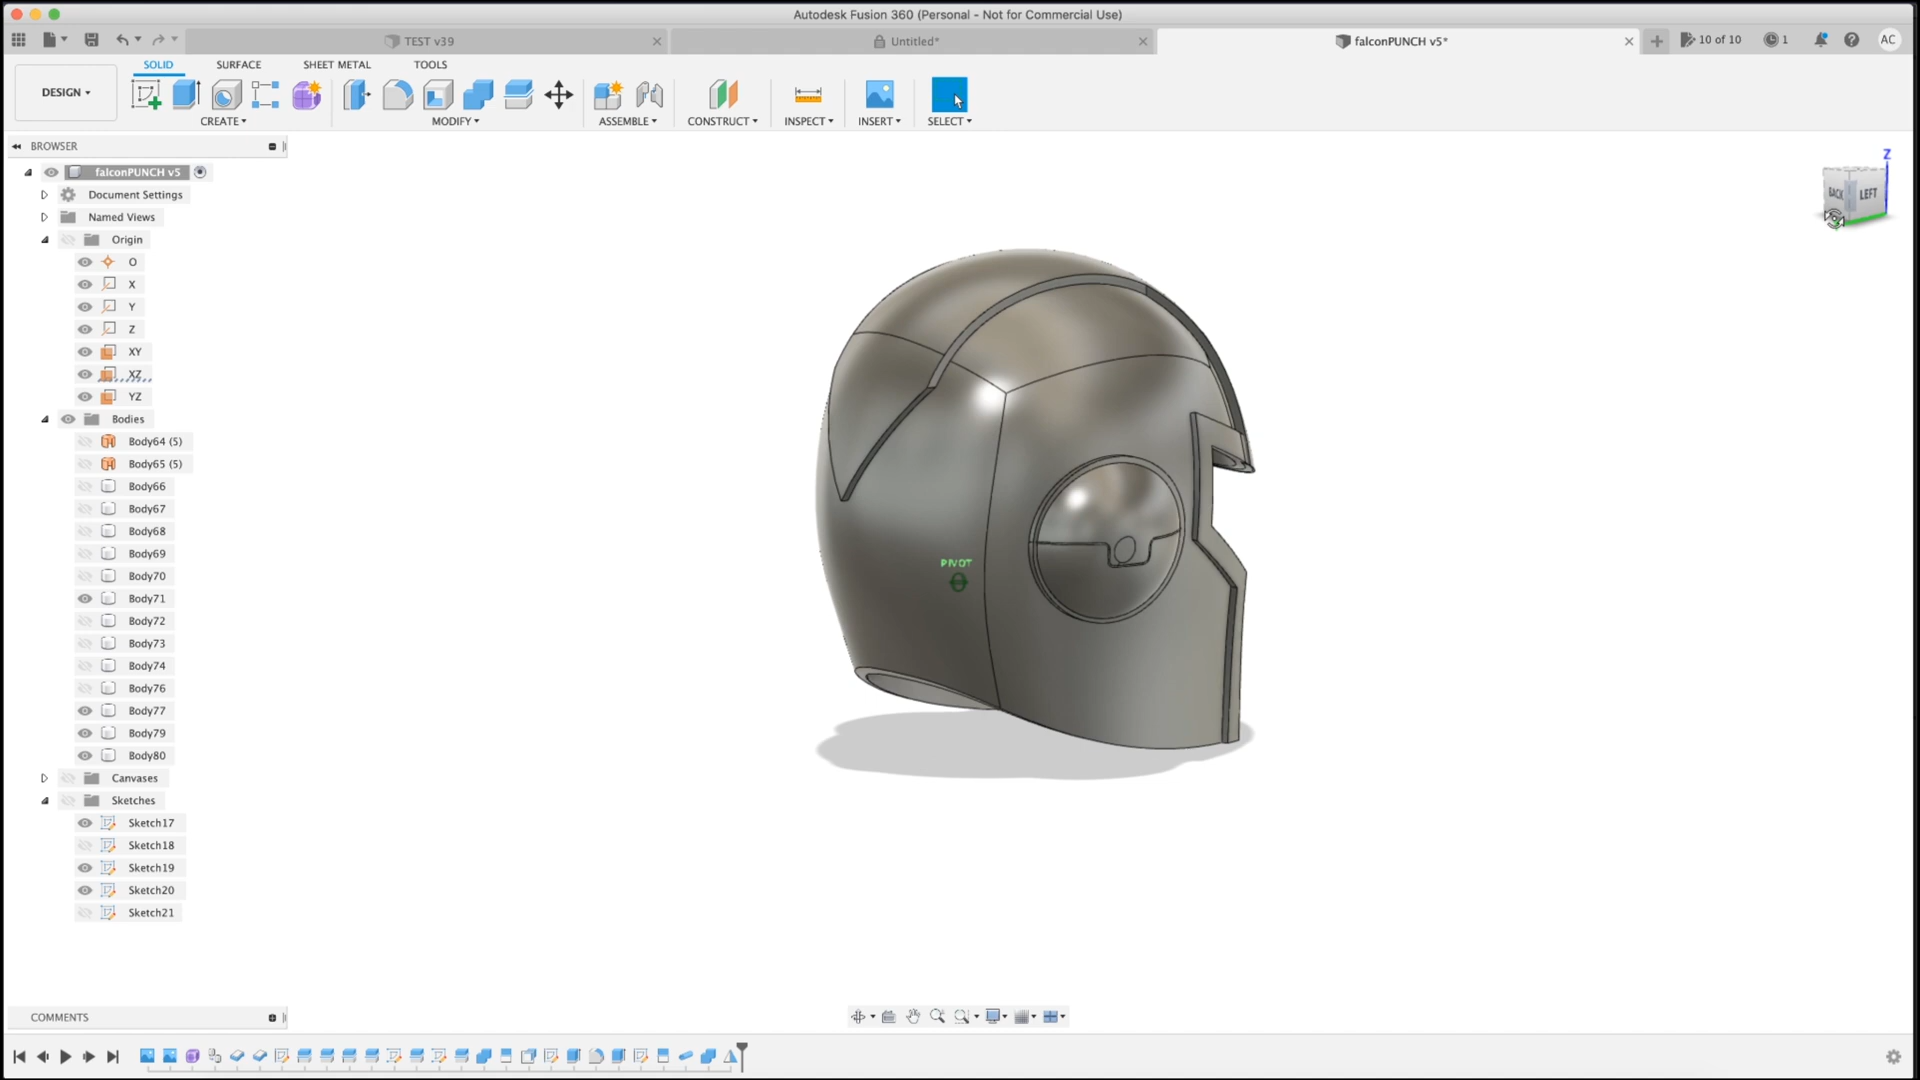 Autodesk Fusion 360 (Personal - Not for Commercial Use)
TEST v39
Untitled*
falconPUNCH v5*
10 of 10
1
AC
DESIGN
SOLID
SURFACE
SHEET METAL
TOOLS
CREATE
MODIFY
ASSEMBLE
CONSTRUCT
INSPECT
INSERT
SELECT
BROWSER
falconPUNCH v5
Document Settings
Named Views
Origin
O
X
Y
Z
XY
XZ
YZ
Bodies
Body64 (5)
Body65 (5)
Body66
Body67
Body68
Body69
Body70
Body71
Body72
Body73
Body74
Body76
Body77
Body79
Body80
Canvases
Sketches
Sketch17
Sketch18
Sketch19
Sketch20
Sketch21
Z
BACK
LEFT
PIVOT
COMMENTS